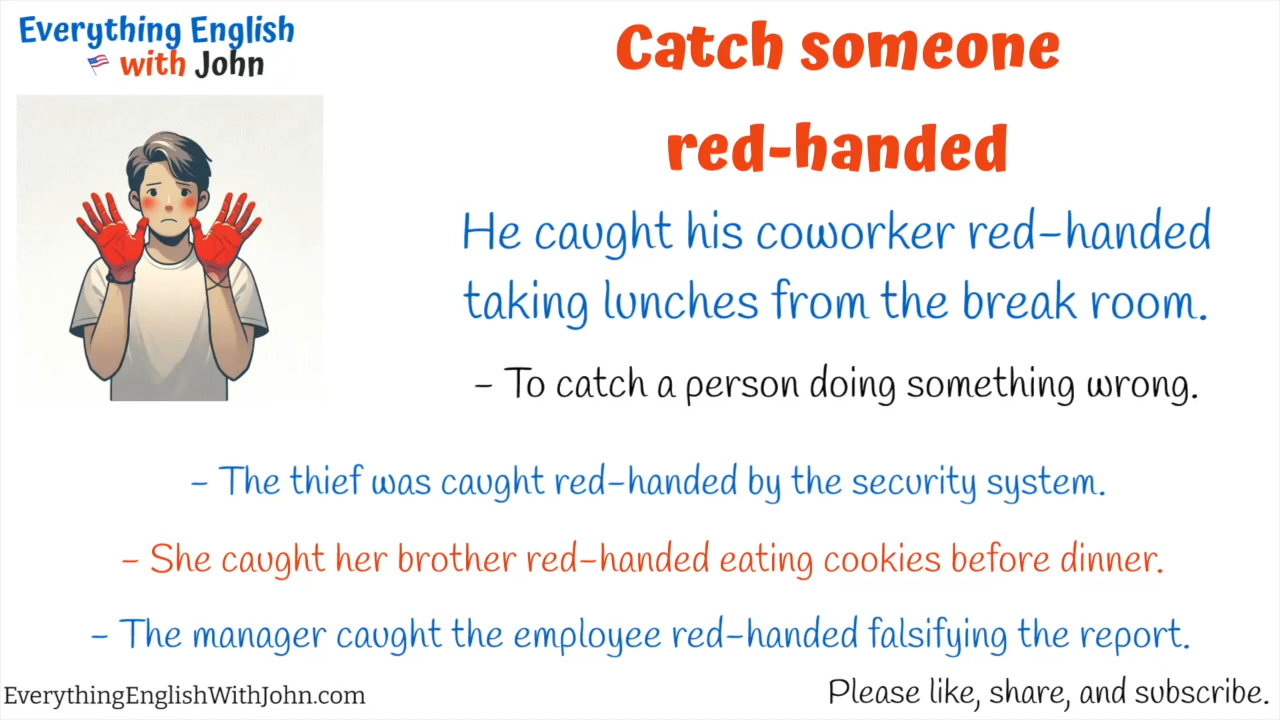 Everything English
with John
Catch someone
red-handed
He caught his coworker red-handed
taking lunches from the break room.
- To catch a person doing something wrong.
- The thief was caught red-handed by the security system.
- She caught her brother red-handed eating cookies before dinner.
- The manager caught the employee red-handed falsifying the report.
EverythingEnglishWithJohn.com
Please like, share, and subscribe.